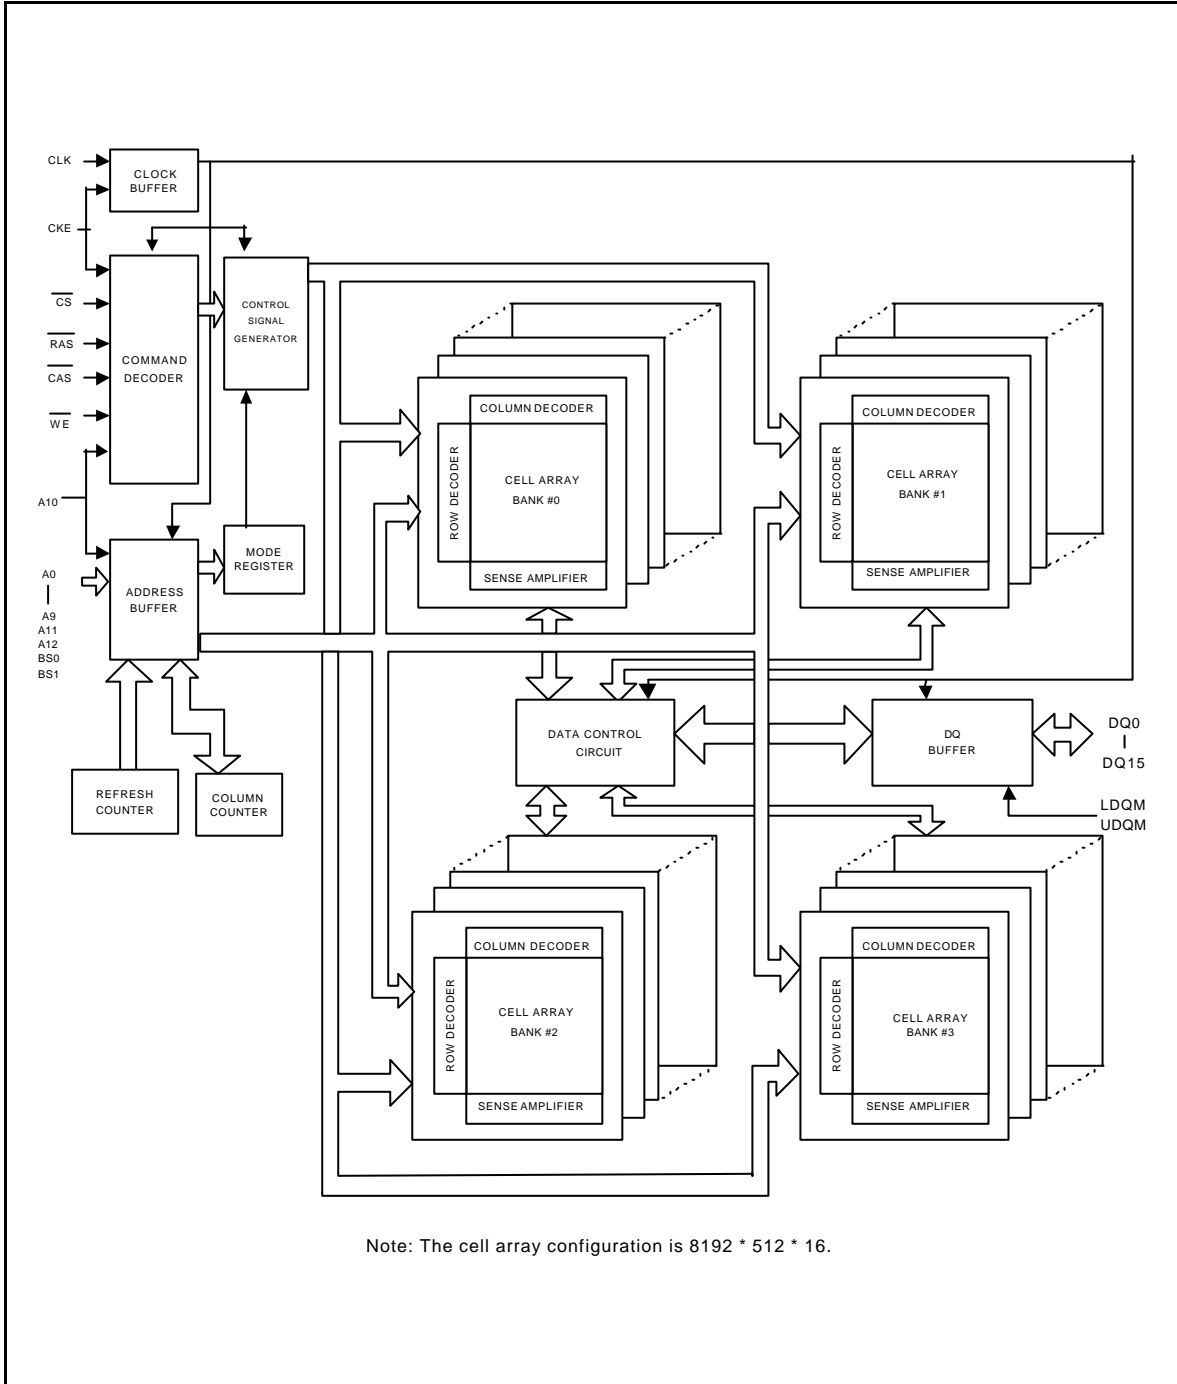 CLK
CLOCK
BUFFER
CKE
CS
RAS
CAS
WE
COMMAND
DECODER
CONTROL
SIGNAL
GENERATOR
A10
MODE
REGISTER
A0
A9
A11
A12
BS0
BS1
ADDRESS
BUFFER
REFRESH
COUNTER
COLUMN
COUNTER
COLUMN DECODER
ROW DECODER
CELL ARRAY
BANK #0
SENSE AMPLIFIER
COLUMN DECODER
ROW DECODER
CELL ARRAY
BANK #1
SENSE AMPLIFIER
DATA CONTROL
CIRCUIT
DQ
BUFFER
DQ0
DQ15
LDQM
UDQM
COLUMN DECODER
ROW DECODER
CELL ARRAY
BANK #2
SENSE AMPLIFIER
COLUMN DECODER
ROW DECODER
CELL ARRAY
BANK #3
SENSE AMPLIFIER
Note: The cell array configuration is 8192 * 512 * 16.